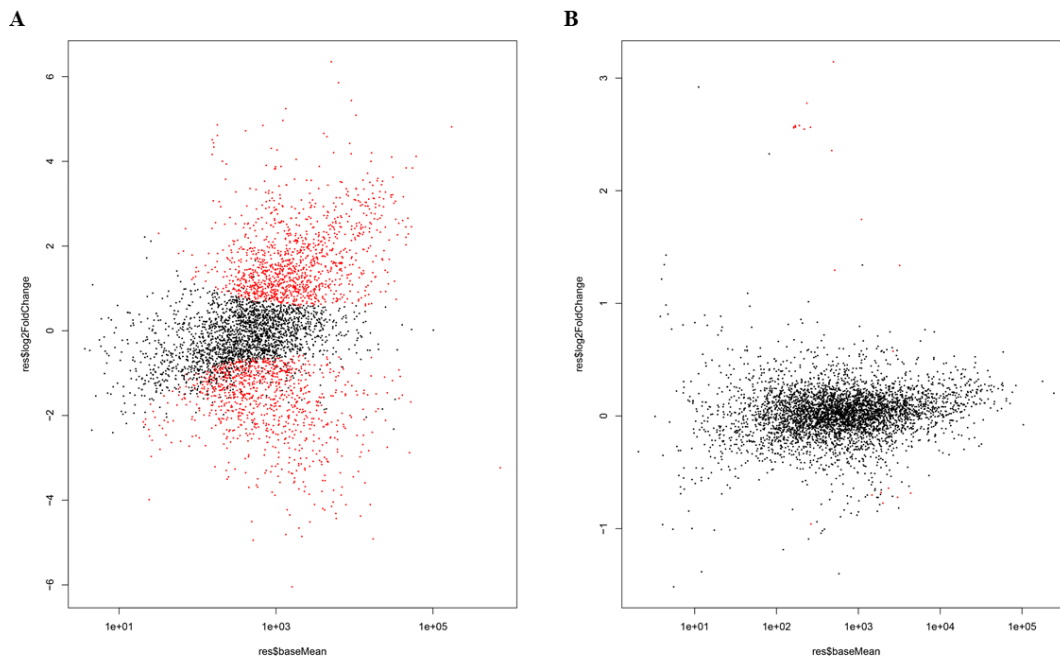 A
6
4
2
0
−2
−4
−6
res$log2FoldChange
1e+01
1e+03
1e+05
res$baseMean
B
3
2
1
0
−1
res$log2FoldChange
1e+01
1e+02
1e+03
1e+04
1e+05
res$baseMean